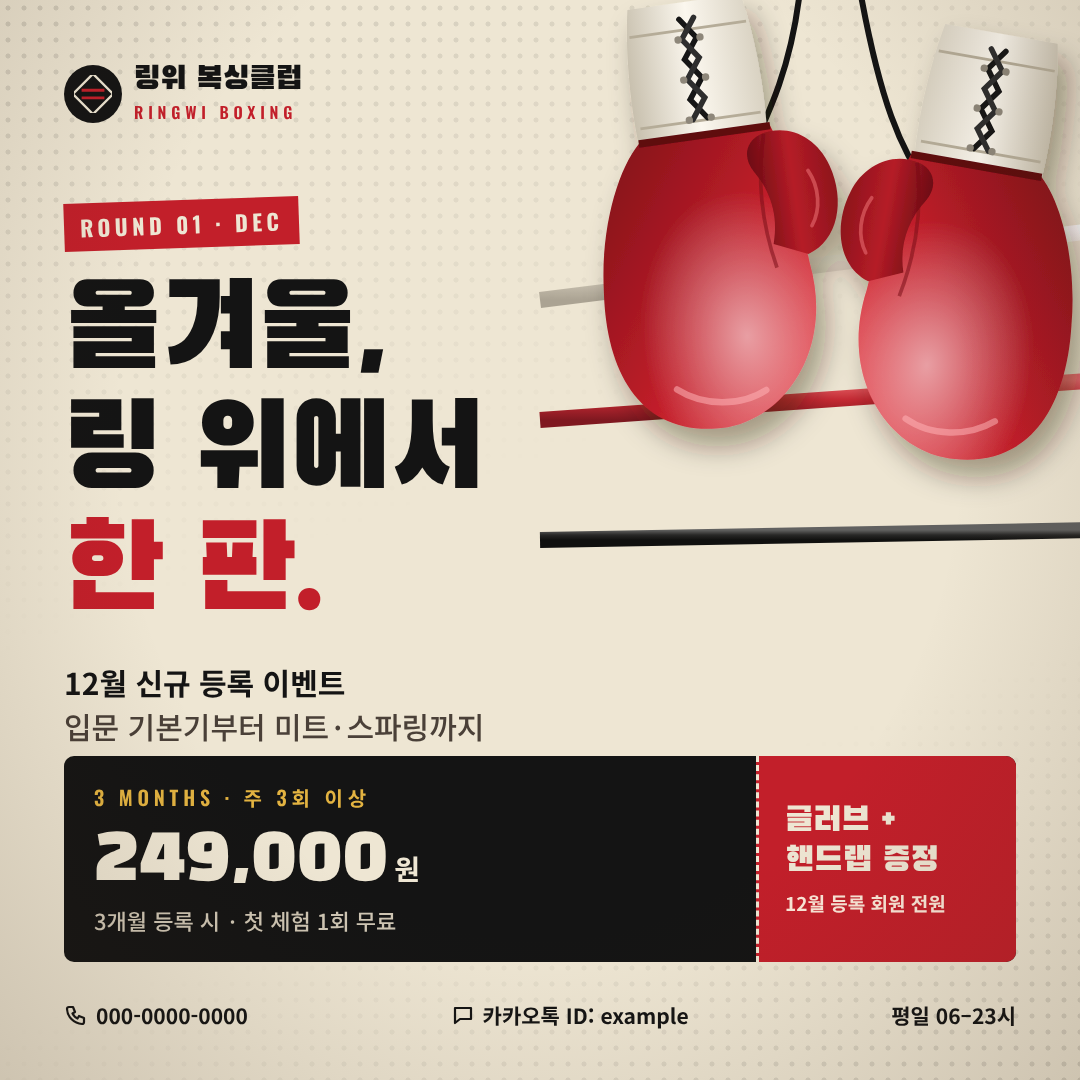 링위 복싱클럽
RINGWI BOXING
ROUND 01 · DEC
올겨울,
링 위에서
한 판.
12월 신규 등록 이벤트
입문 기본기부터 미트·스파링까지
3 MONTHS · 주 3회 이상
249,000원
3개월 등록 시 · 첫 체험 1회 무료
글러브 +
핸드랩 증정
12월 등록 회원 전원
000-0000-0000
카카오톡 ID: example
평일 06–23시